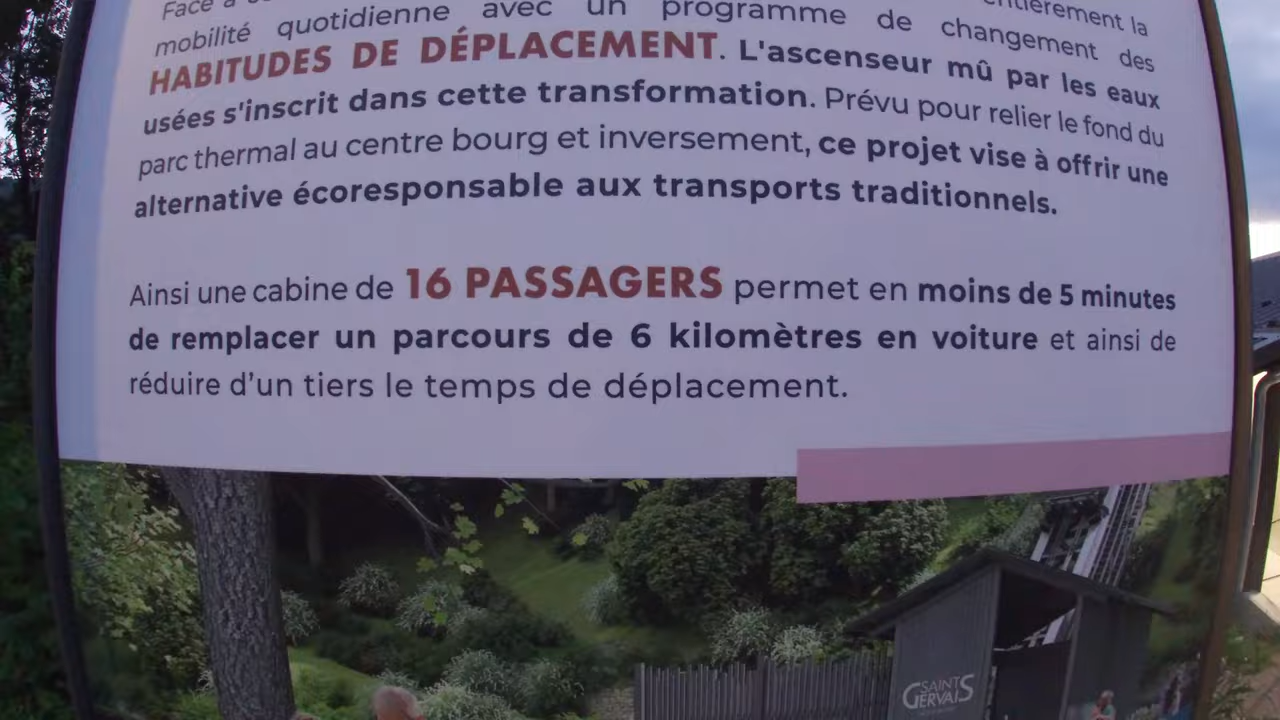 Face à
entièrement la
mobilité quotidienne avec un programme de changement des
HABITUDES DE DÉPLACEMENT. L'ascenseur mû par les eaux
usées s'inscrit dans cette transformation. Prévu pour relier le fond du
parc thermal au centre bourg et inversement, ce projet vise à offrir une
alternative écoresponsable aux transports traditionnels.
Ainsi une cabine de 16 PASSAGERS permet en moins de 5 minutes
de remplacer un parcours de 6 kilomètres en voiture et ainsi de
réduire d’un tiers le temps de déplacement.
SAINT
GERVAIS